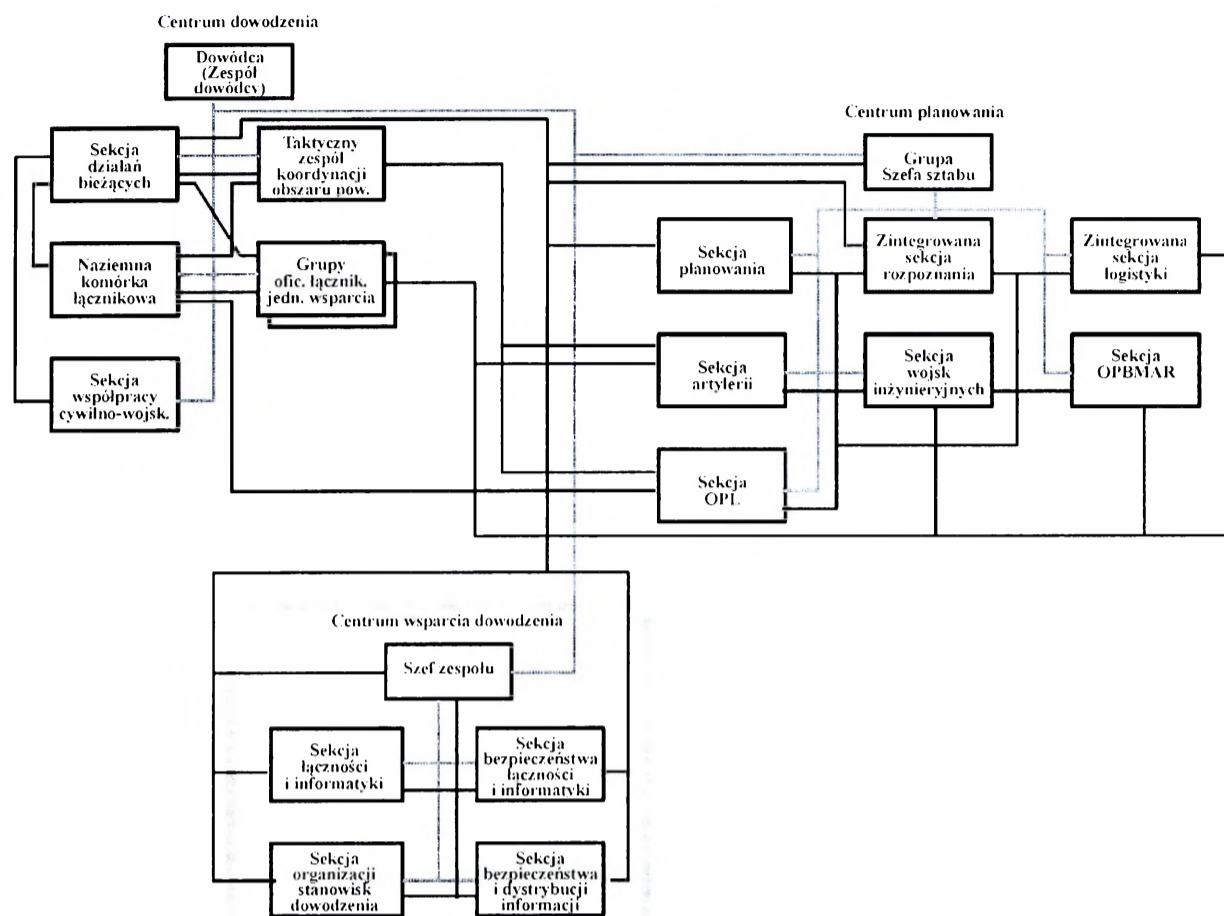 Centrum dowodzenia
Dowódca
(Zespół
dowódcy)
Sekcja
działań
bieżących
Taktyczny
zespół
koordynacji
obszaru pow.
Naziemna
komórka
łącznikowa
Grupy
ofic. łącznik.
jedn. wsparcia
Sekcja
współpracy
cywilno-wojsk.
Centrum planowania
Grupa
Szefa sztabu
Sekcja
planowania
Zintegrowana
sekcja
rozpoznania
Zintegrowana
sekcja
logistyki
Sekcja
artylerii
Sekcja
wojsk
inżynieryjnych
Sekcja
OPBMAR
Sekcja
OPL
Centrum wsparcia dowodzenia
Szef zespołu
Sekcja
łączności
i informatyki
Sekcja
bezpieczeństwa
łaczności
i informatyki
Sekcja
organizacji
stanowisk
dowodzenia
Sekcja
bezpieczeństwa
i dystrybucji
informacji